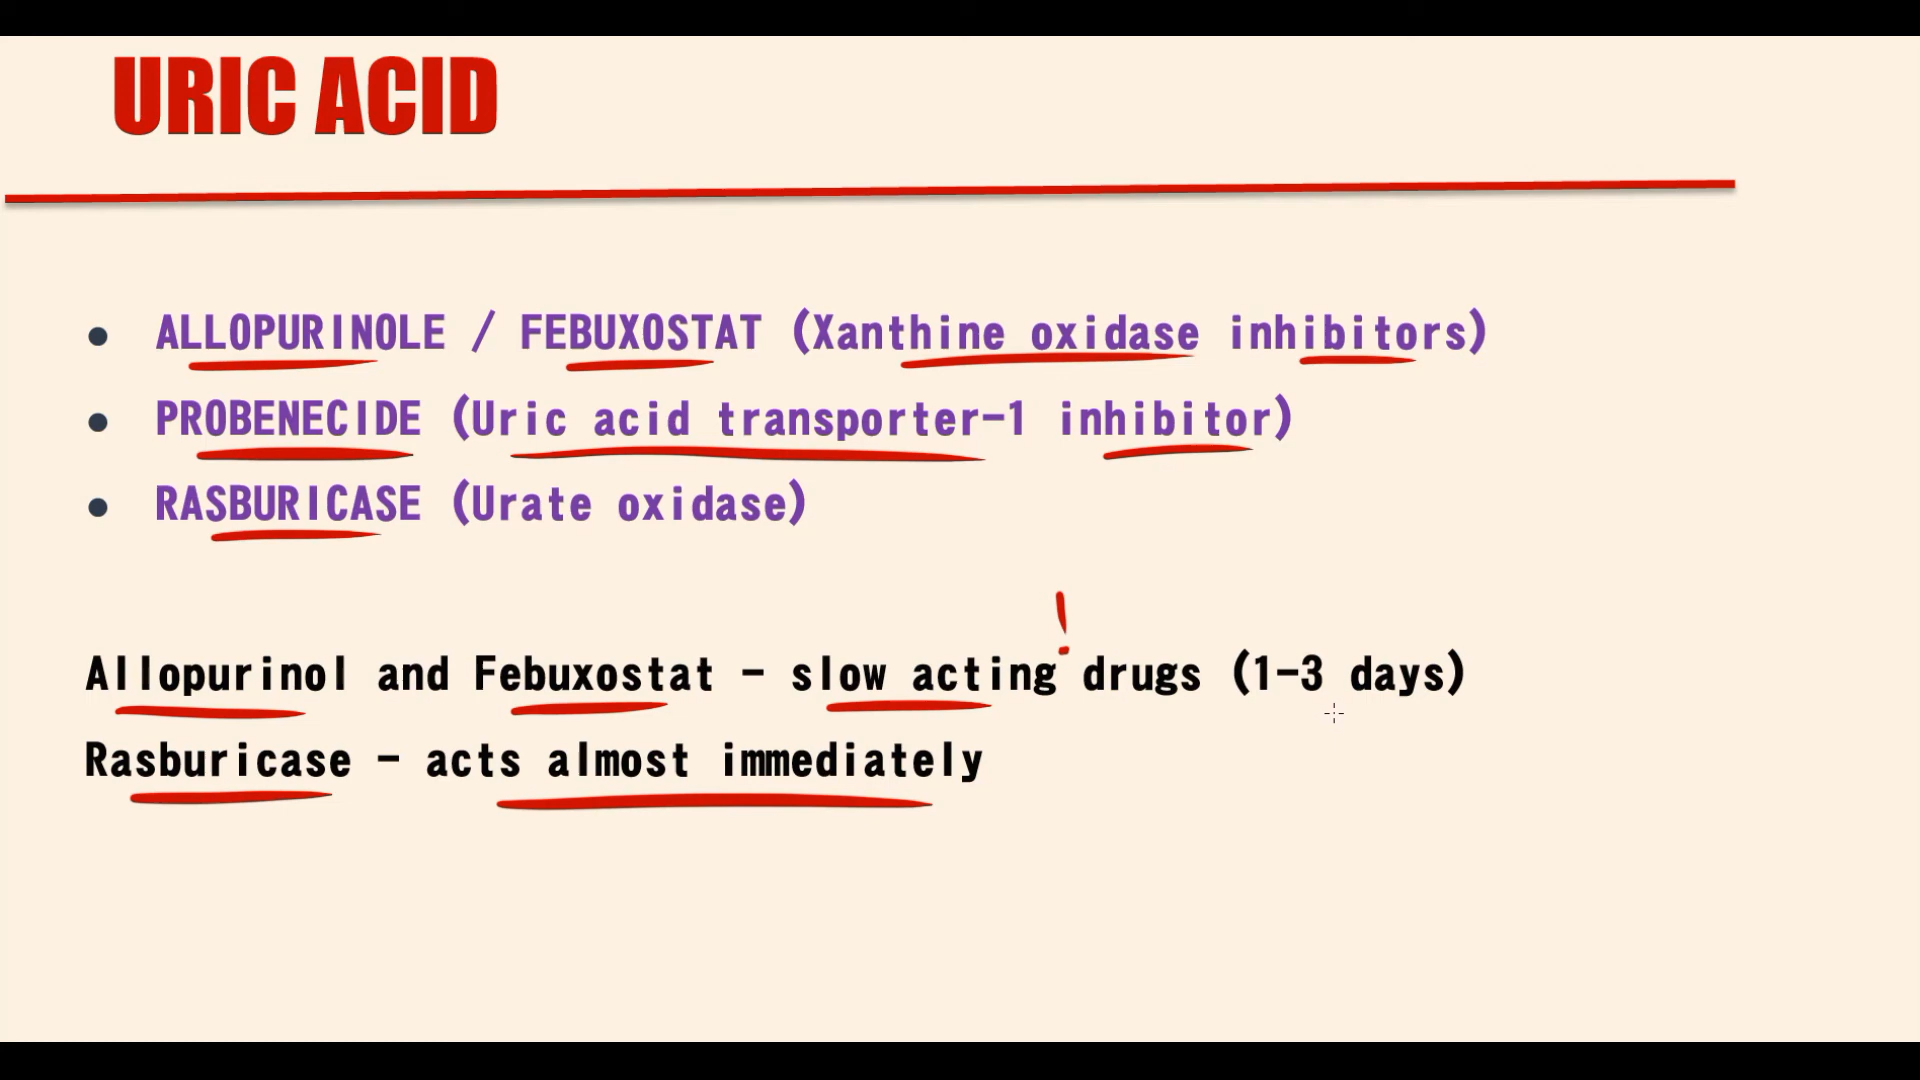 URIC ACID
● ALLOPURINOLE / FEBUXOSTAT (Xanthine oxidase inhibitors)
● PROBENECIDE (Uric acid transporter-1 inhibitor)
● RASBURICASE (Urate oxidase)
!
Allopurinol and Febuxostat - slow acting drugs (1-3 days)
Rasburicase - acts almost immediately